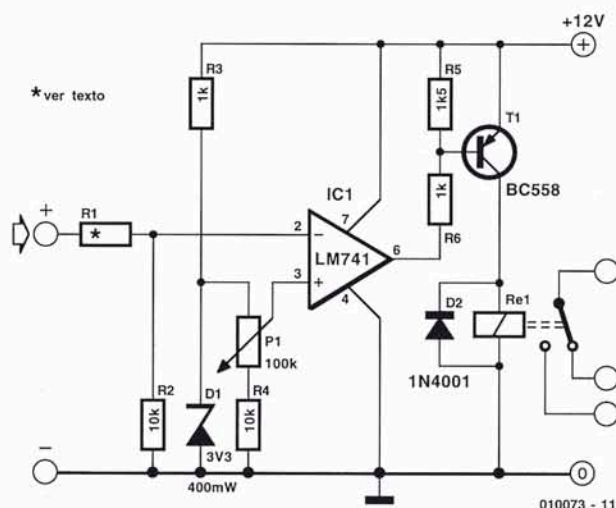 +12V
+
R3
1k
R5
1k5
T1
BC558
*ver texto
IC1
7
1k
R6
+
R1
*
2
−
LM741
6
3
+
4
D2
Re1
P1
100k
1N4001
R2
10k
D1
R4
10k
3V3
400mW
−
0
010073 - 11